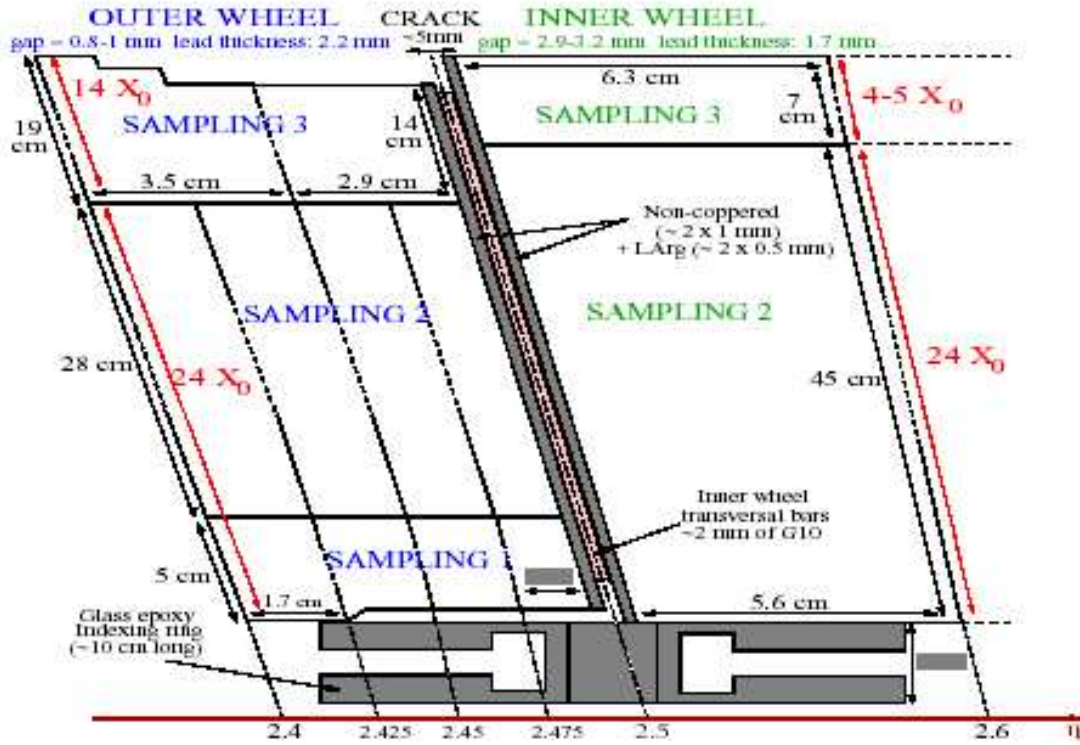 OUTER WHEEL
CRACK
INNER WHEEL
gap = 0.8-1 mm lead thickness: 2.2 mm
~5mm
gap = 2.9-3.2 mm lead thickness: 1.7 mm
14 X0
6.3 cm
4-5 X0
19 cm
SAMPLING 3
14 cm
SAMPLING 3
7 cm
3.5 cm
2.9 cm
Non-coppered
(~ 2 x 1 mm)
+ LArg (~ 2 x 0.5 mm)
SAMPLING 2
SAMPLING 2
28 cm
24 X0
45 cm
24 X0
Inner wheel
transversal bars
~2 mm of G10
SAMPLING 1
5 cm
1.7 cm
5.6 cm
Glass epoxy
Indexing ring
(~10 cm long)
2.4
2.425
2.45
2.475
2.5
2.6
η